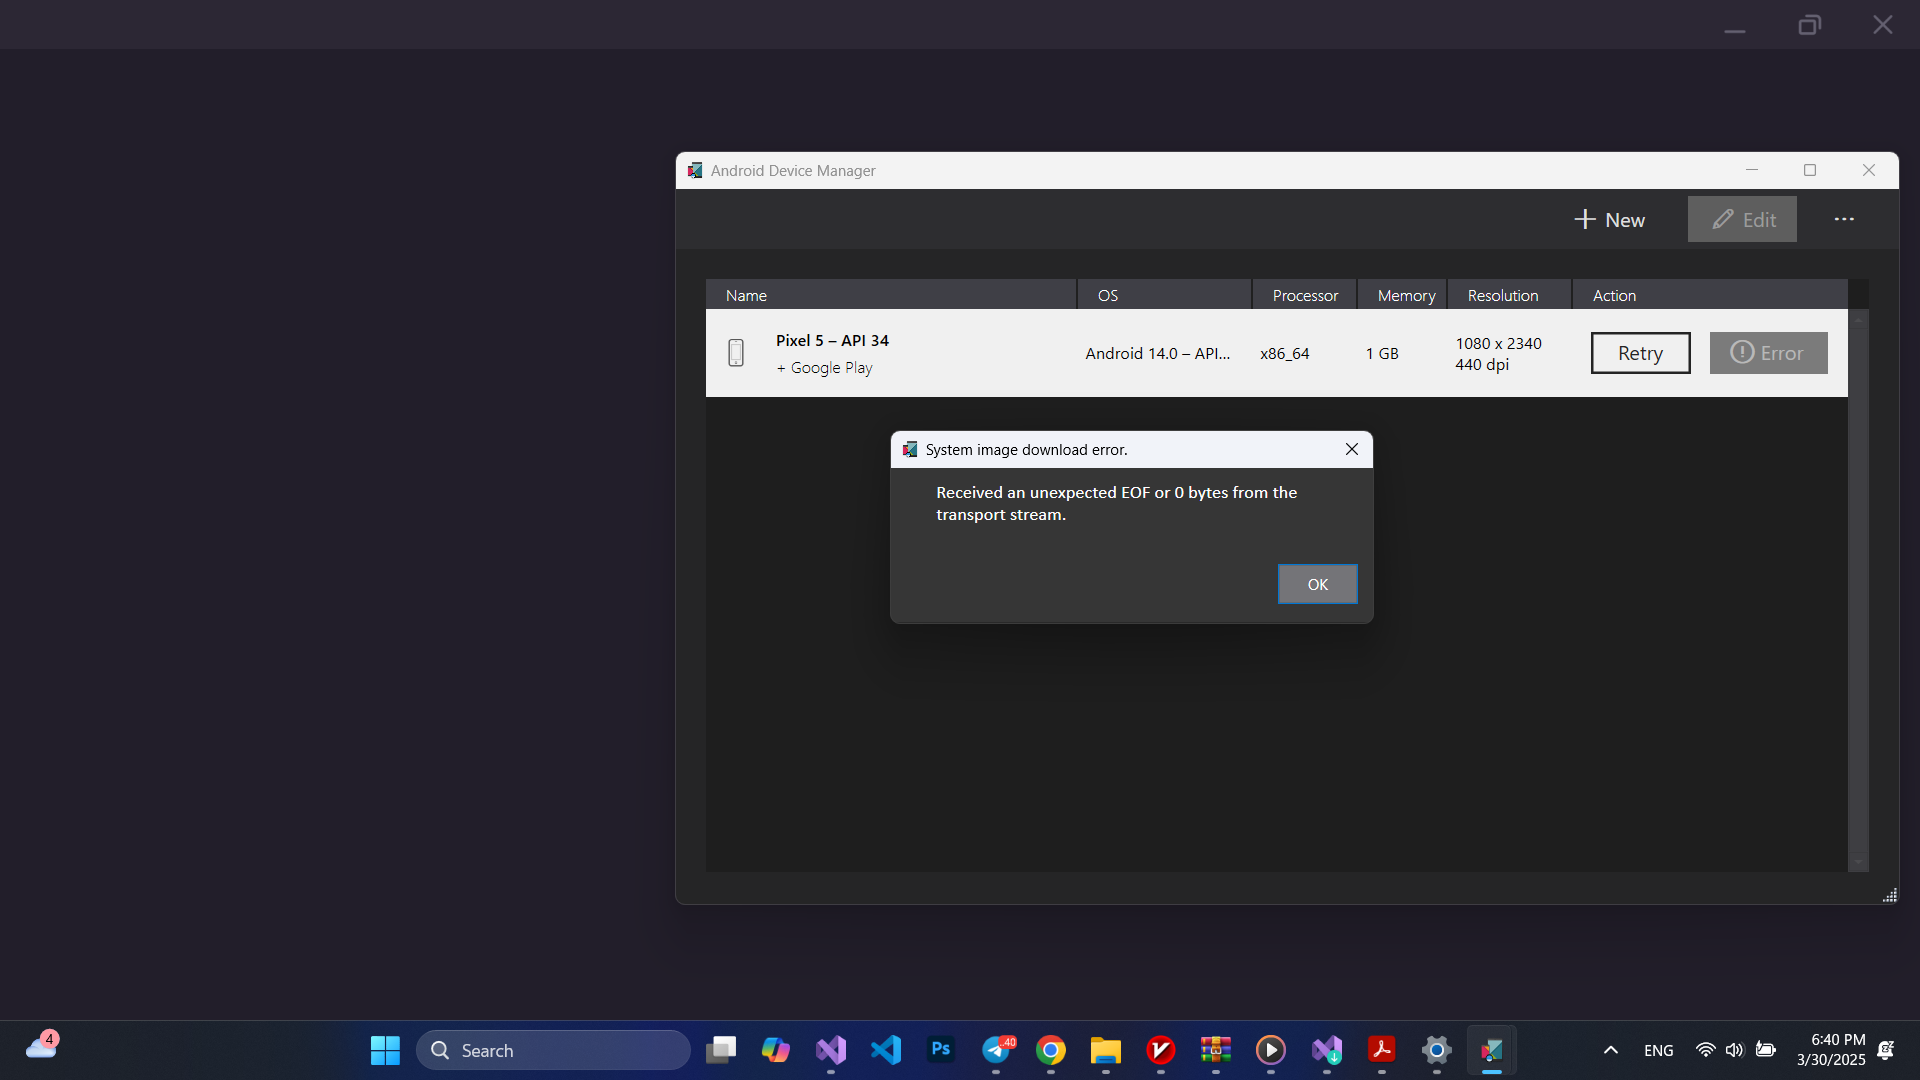 Android Device Manager
New
Edit
Name
OS
Processor
Memory
Resolution
Action
Pixel 5 – API 34
+ Google Play
Android 14.0 – API...
x86_64
1 GB
1080 x 2340
440 dpi
Retry
Error
System image download error.
Received an unexpected EOF or 0 bytes from the
transport stream.
OK
4
Search
Ps
..40
ENG
6:40 PM
3/30/2025